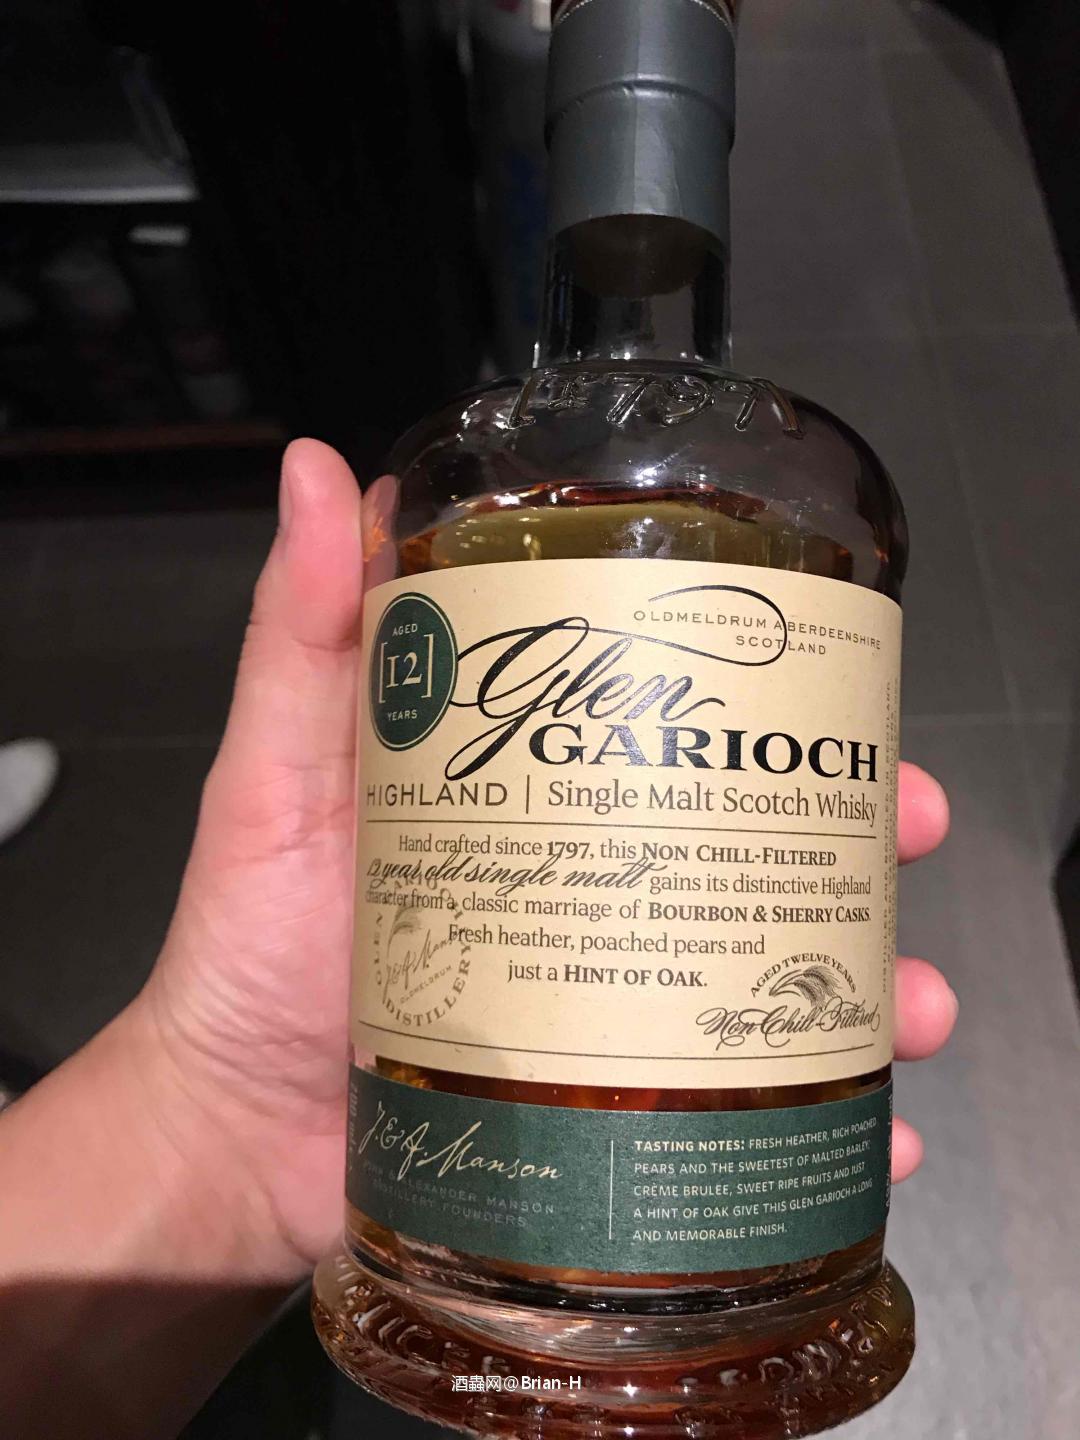 [1797]
OLDMELDRUM ABERDEENSHIRE
SCOTLAND
AGED
[12]
YEARS
Glen
GARIOCH
HIGHLAND | Single Malt Scotch Whisky
Hand crafted since 1797, this NON CHILL-FILTERED
12 year old single malt gains its distinctive Highland
character from a classic marriage of BOURBON & SHERRY CASKS.
Fresh heather, poached pears and
just a HINT OF OAK.
GLEN GARIOCH
J.& A. Manson
OLDMELDRUM
DISTILLERY
AGED TWELVE YEARS
Non Chill-Filtered
J.& A. Manson
JOHN & ALEXANDER MANSON
DISTILLERY FOUNDERS
TASTING NOTES: FRESH HEATHER, RICH POACHED
PEARS AND THE SWEETEST OF MALTED BARLEY.
CRÈME BRULEE, SWEET RIPE FRUITS AND JUST
A HINT OF OAK GIVE THIS GLEN GARIOCH A LONG
AND MEMORABLE FINISH.
酒蟲网@Brian-H